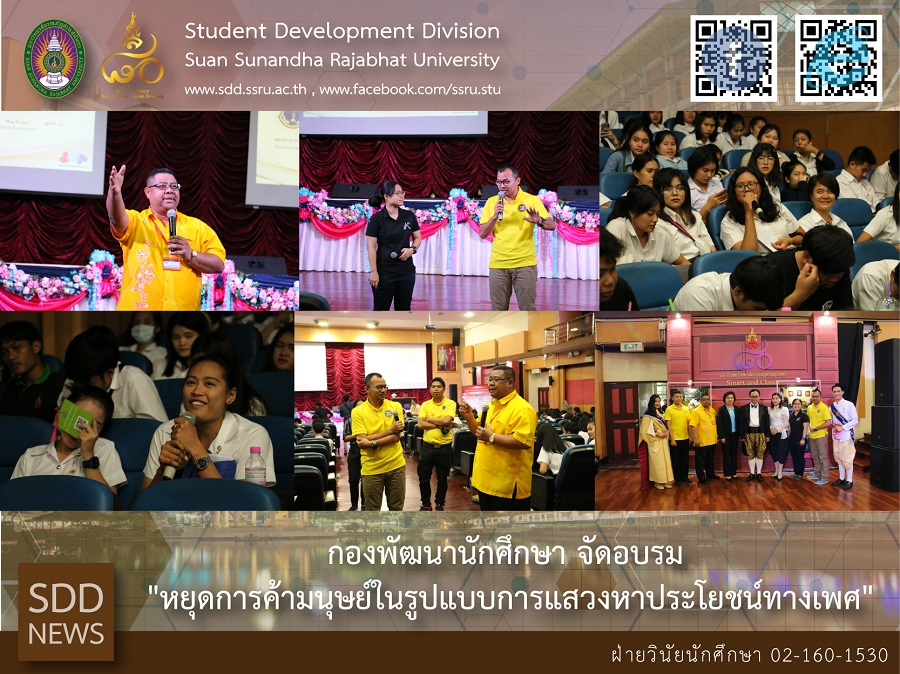 Student Development Division
Suan Sunandha Rajabhat University
www.sdd.ssru.ac.th , www.facebook.com/ssru.stu
EXIT
Smart and
กองพัฒนานักศึกษา จัดอบรม
"หยุดการค้ามนุษย์ในรูปแบบการแสวงหาประโยชน์ทางเพศ"
SDD
NEWS
ฝ่ายวินัยนักศึกษา 02-160-1530